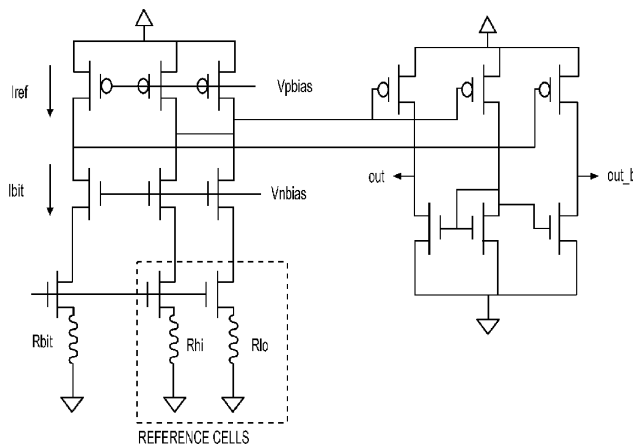 Iref
Vpbias
Ibit
Vnbias
out
out_b
Rbit
Rhi
Rlo
REFERENCE CELLS